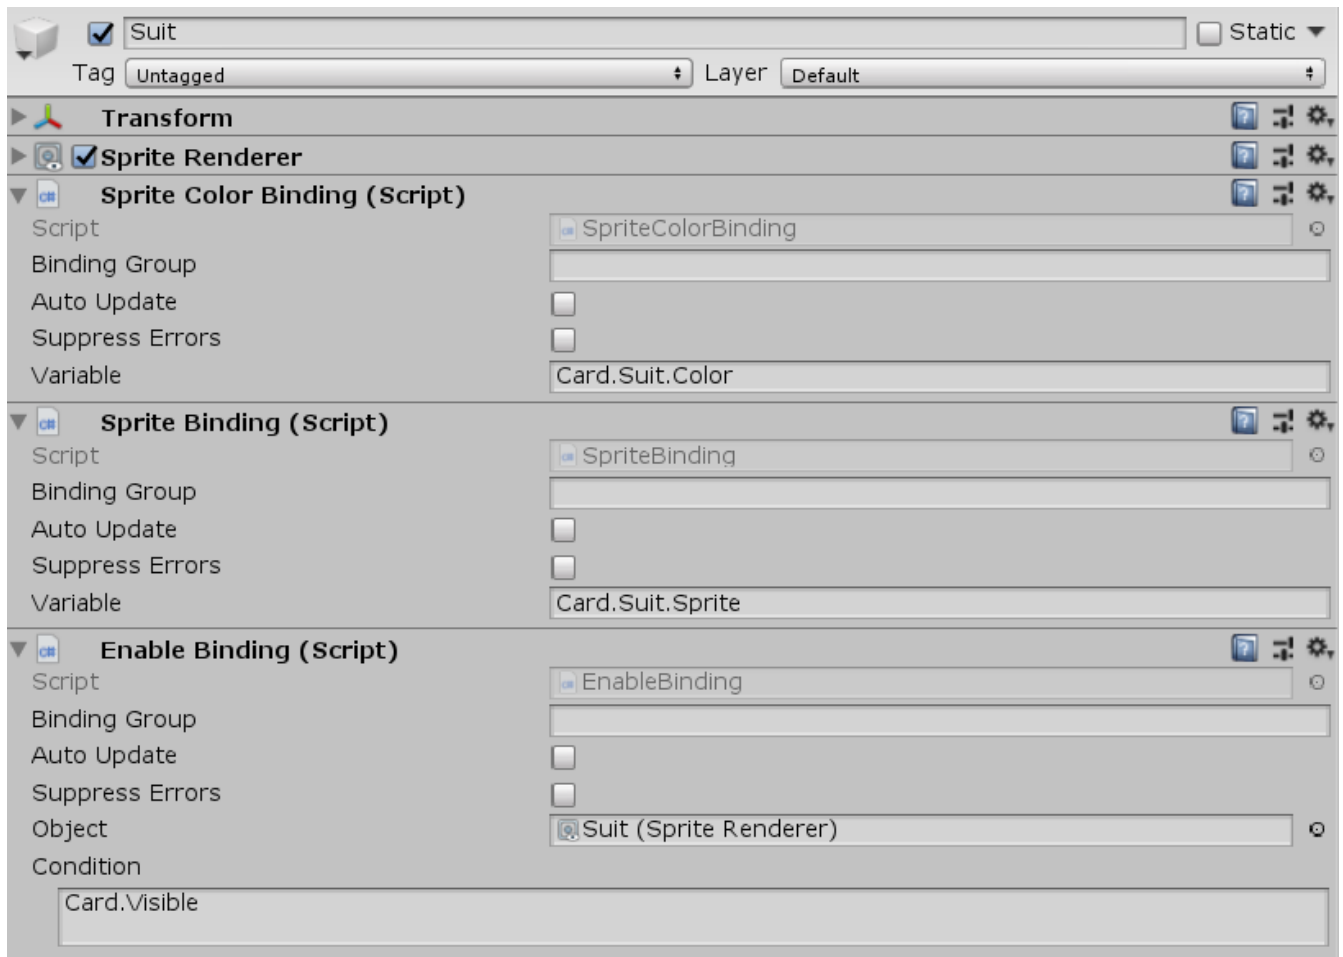 Suit Static
Tag Untagged Layer Default
Transform
Sprite Renderer
Sprite Color Binding (Script)
Script SpriteColorBinding
Binding Group
Auto Update
Suppress Errors
Variable Card.Suit.Color
Sprite Binding (Script)
Script SpriteBinding
Binding Group
Auto Update
Suppress Errors
Variable Card.Suit.Sprite
Enable Binding (Script)
Script EnableBinding
Binding Group
Auto Update
Suppress Errors
Object Suit (Sprite Renderer)
Condition
Card.Visible